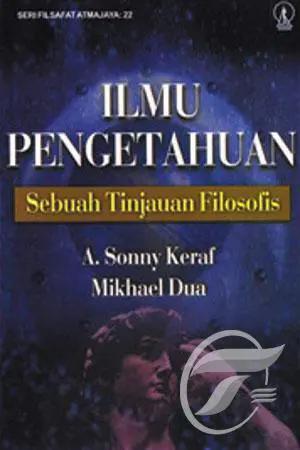 SERI FILSAFAT ATMAJAYA: 22
ILMU
PENGETAHUAN
Sebuah Tinjauan Filosofis
A. Sonny Keraf
Mikhael Dua